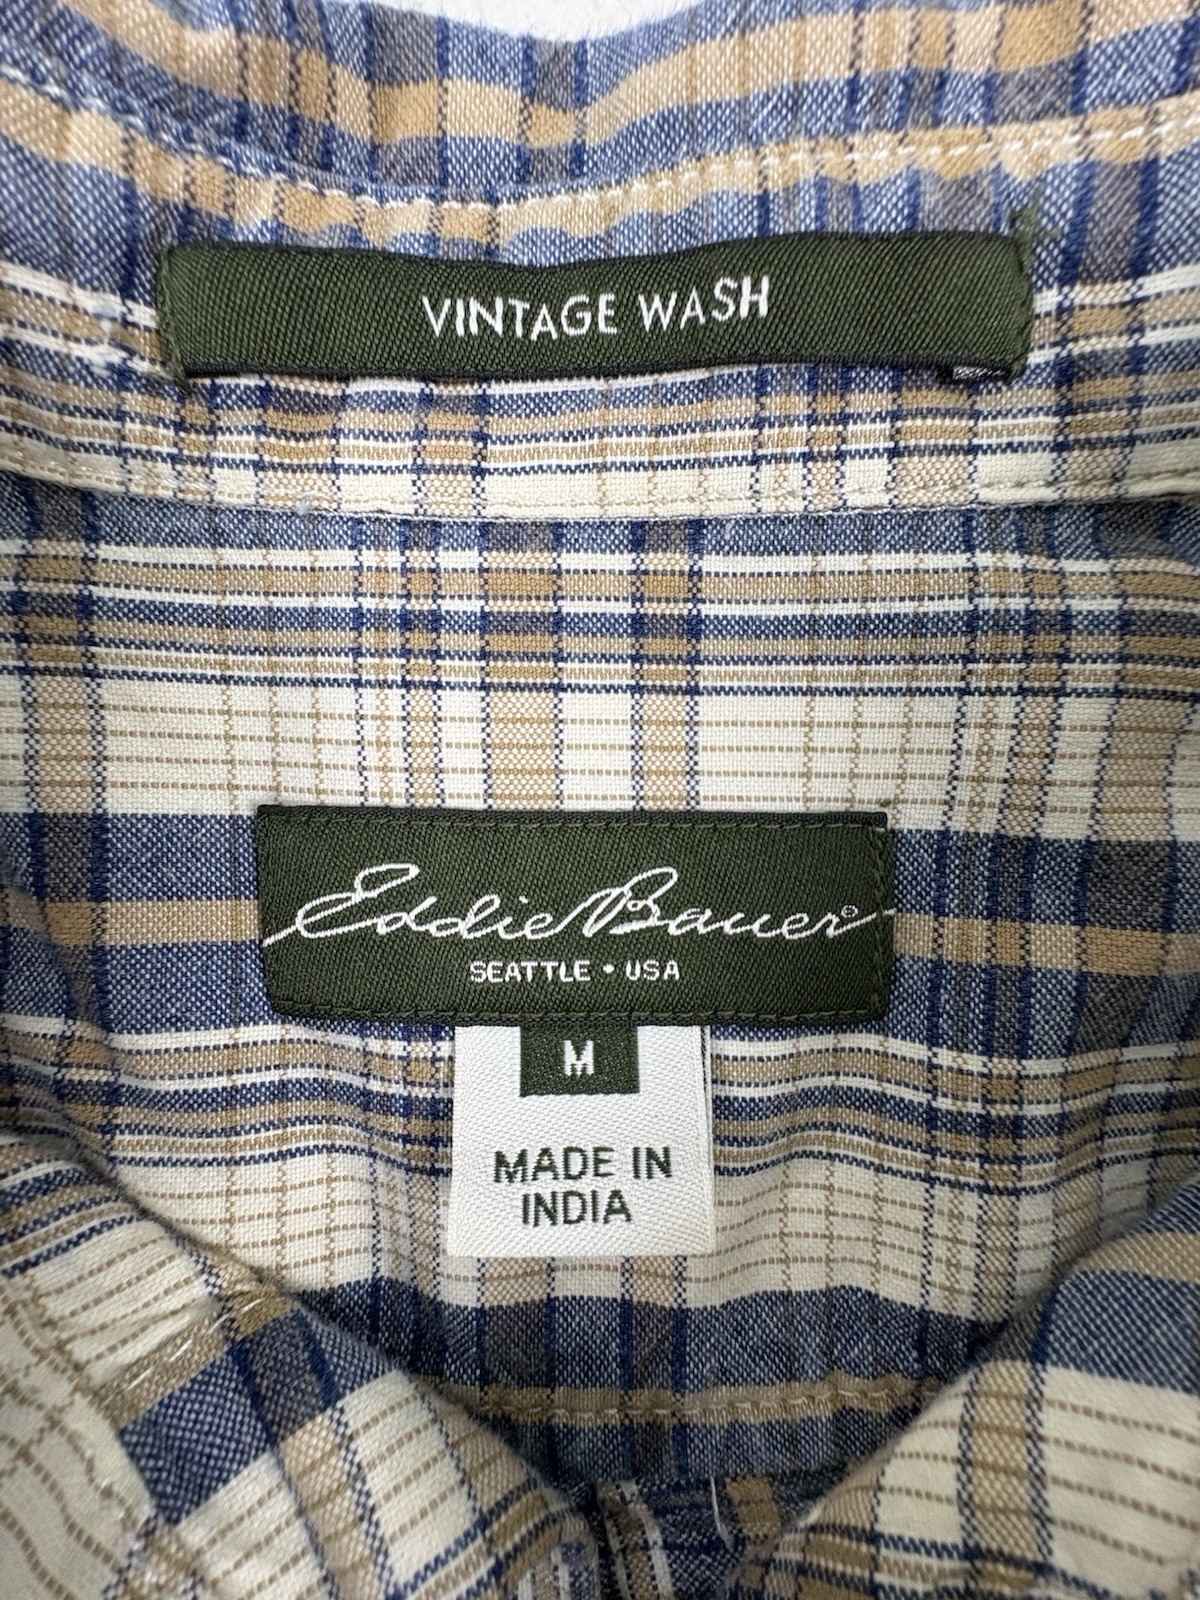 VINTAGE WASH
Eddie Bauer®
SEATTLE • USA
M
MADE IN
INDIA